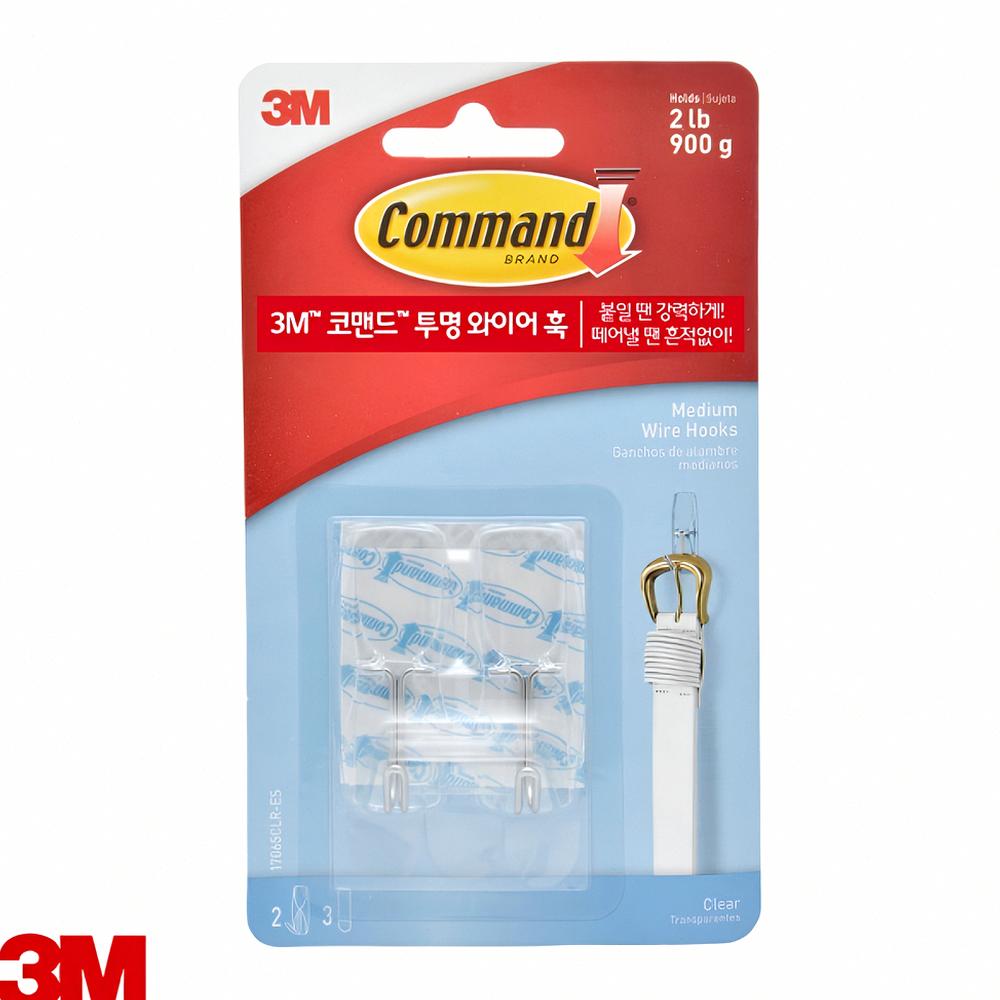 3M
Holds | Sujeta
2 lb
900 g
Command
BRAND
3M™ 코맨드™ 투명 와이어 훅
붙일 땐 강력하게!
떼어낼 땐 흔적없이!
Medium
Wire Hooks
Ganchos de alambre
medianos
Command
Command
Command
Command
17065CLR-ES
2
3
Clear
Transparentes
3M